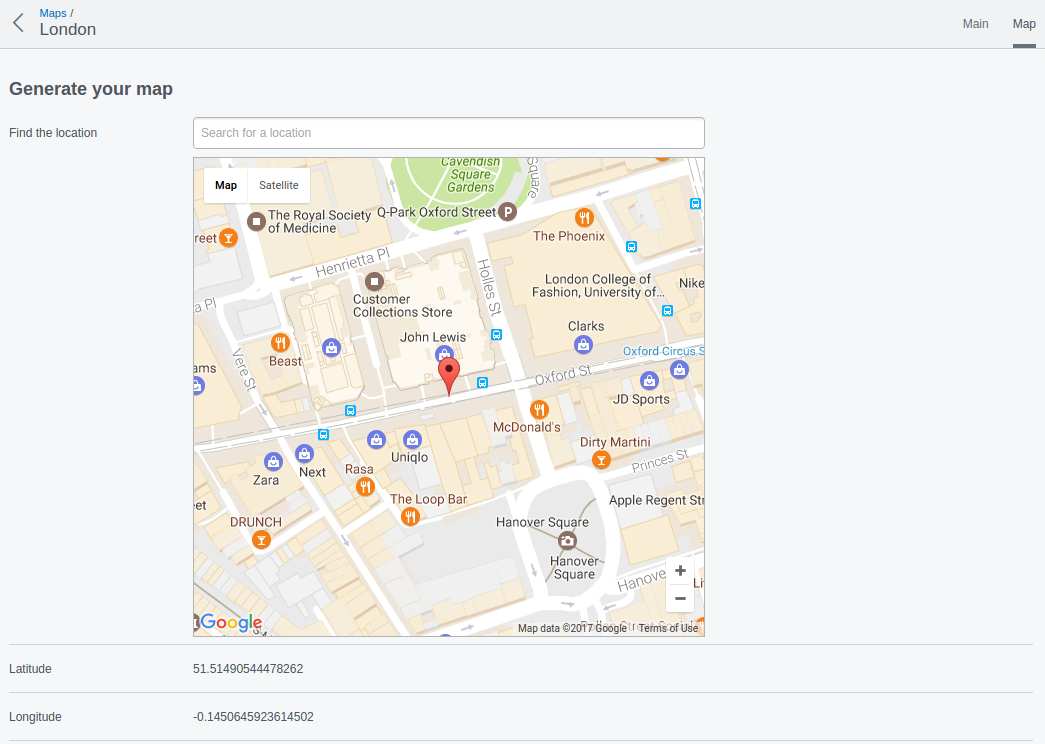 Maps /
London
Main
Map
Generate your map
Find the location
Search for a location
Map
Satellite
Cavendish
Square
Gardens
Square
The Royal Society
of Medicine
Q-Park Oxford Street
P
reet
The Phoenix
Henrietta Pl
Holles St
London College of
Fashion, University of...
Nike
a Pl
Customer
Collections Store
John Lewis
Clarks
Oxford Circus S
Beast
Vere St
ams
Oxford St
JD Sports
McDonald's
Dirty Martini
Uniqlo
Princes St
Rasa
Next
Zara
The Loop Bar
Apple Regent Str
et
DRUNCH
Hanover Square
Hanover
Square
Hanove
+
Li
−
Google
Map data ©2017 Google
Terms of Use
Latitude
51.51490544478262
Longitude
-0.1450645923614502